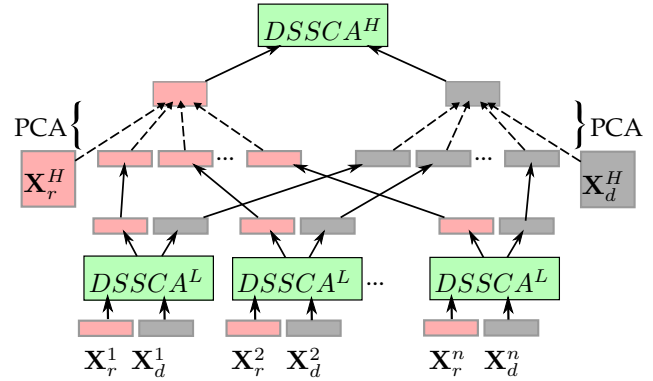 DSSCA^H
PCA PCA
X_r^H ... ... X_d^H
DSSCA^L DSSCA^L ... DSSCA^L
X_r^1 X_d^1 X_r^2 X_d^2 X_r^n X_d^n